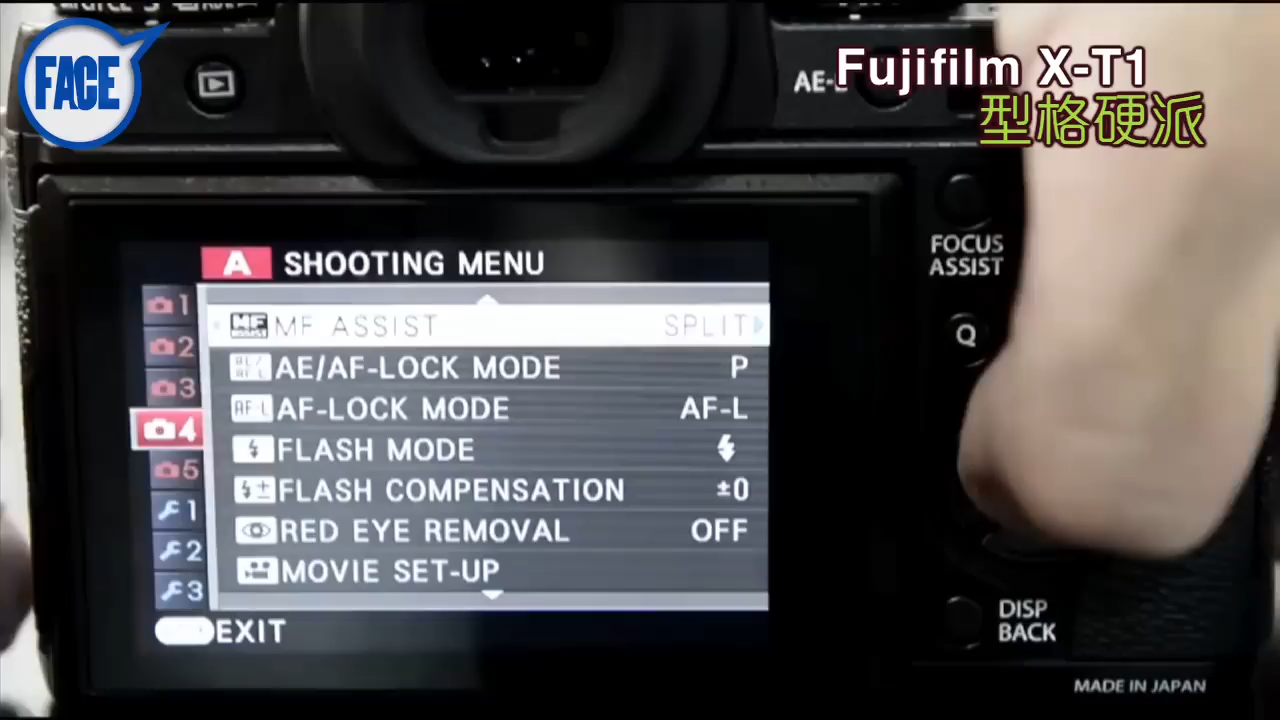 FACE
Fujifilm X-T1
型格硬派
AE-L
FOCUS
ASSIST
Q
A SHOOTING MENU
1
2
3
4
5
1
2
3
MF ASSIST SPLIT
AE/AF-LOCK MODE P
AF-L AF-LOCK MODE AF-L
FLASH MODE
FLASH COMPENSATION ±0
RED EYE REMOVAL OFF
MOVIE SET-UP
EXIT
DISP
BACK
MADE IN JAPAN